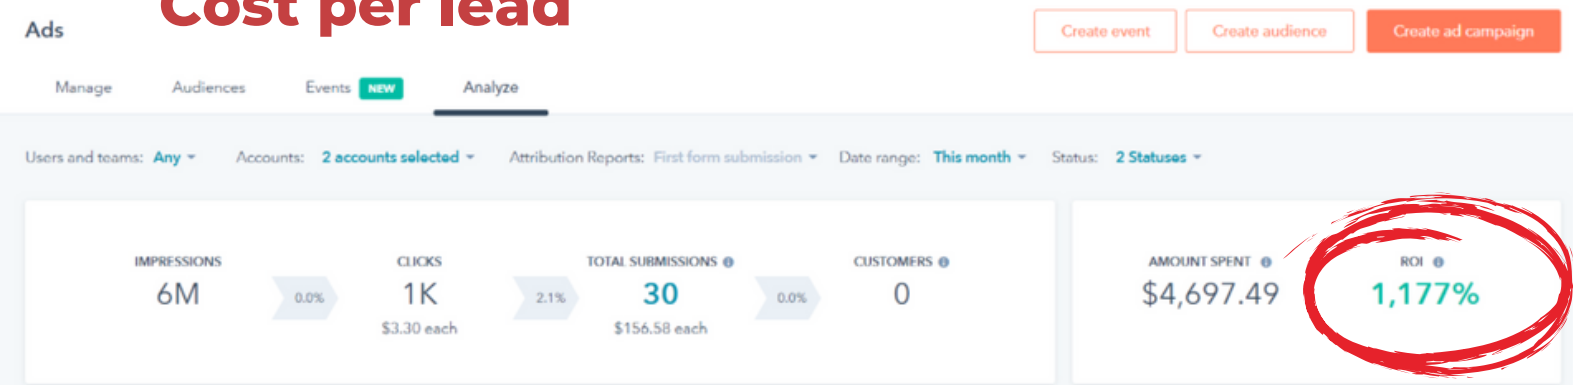 Cost per lead
Ads
Create event
Create audience
Create ad campaign
Manage
Audiences
Events NEW
Analyze
Users and teams: Any
Accounts: 2 accounts selected
Attribution Reports: First form submission
Date range: This month
Status: 2 Statuses
IMPRESSIONS
6M
0.0%
CLICKS
1K
$3.30 each
2.1%
TOTAL SUBMISSIONS
30
$156.58 each
0.0%
CUSTOMERS
0
AMOUNT SPENT
$4,697.49
ROI
1,177%